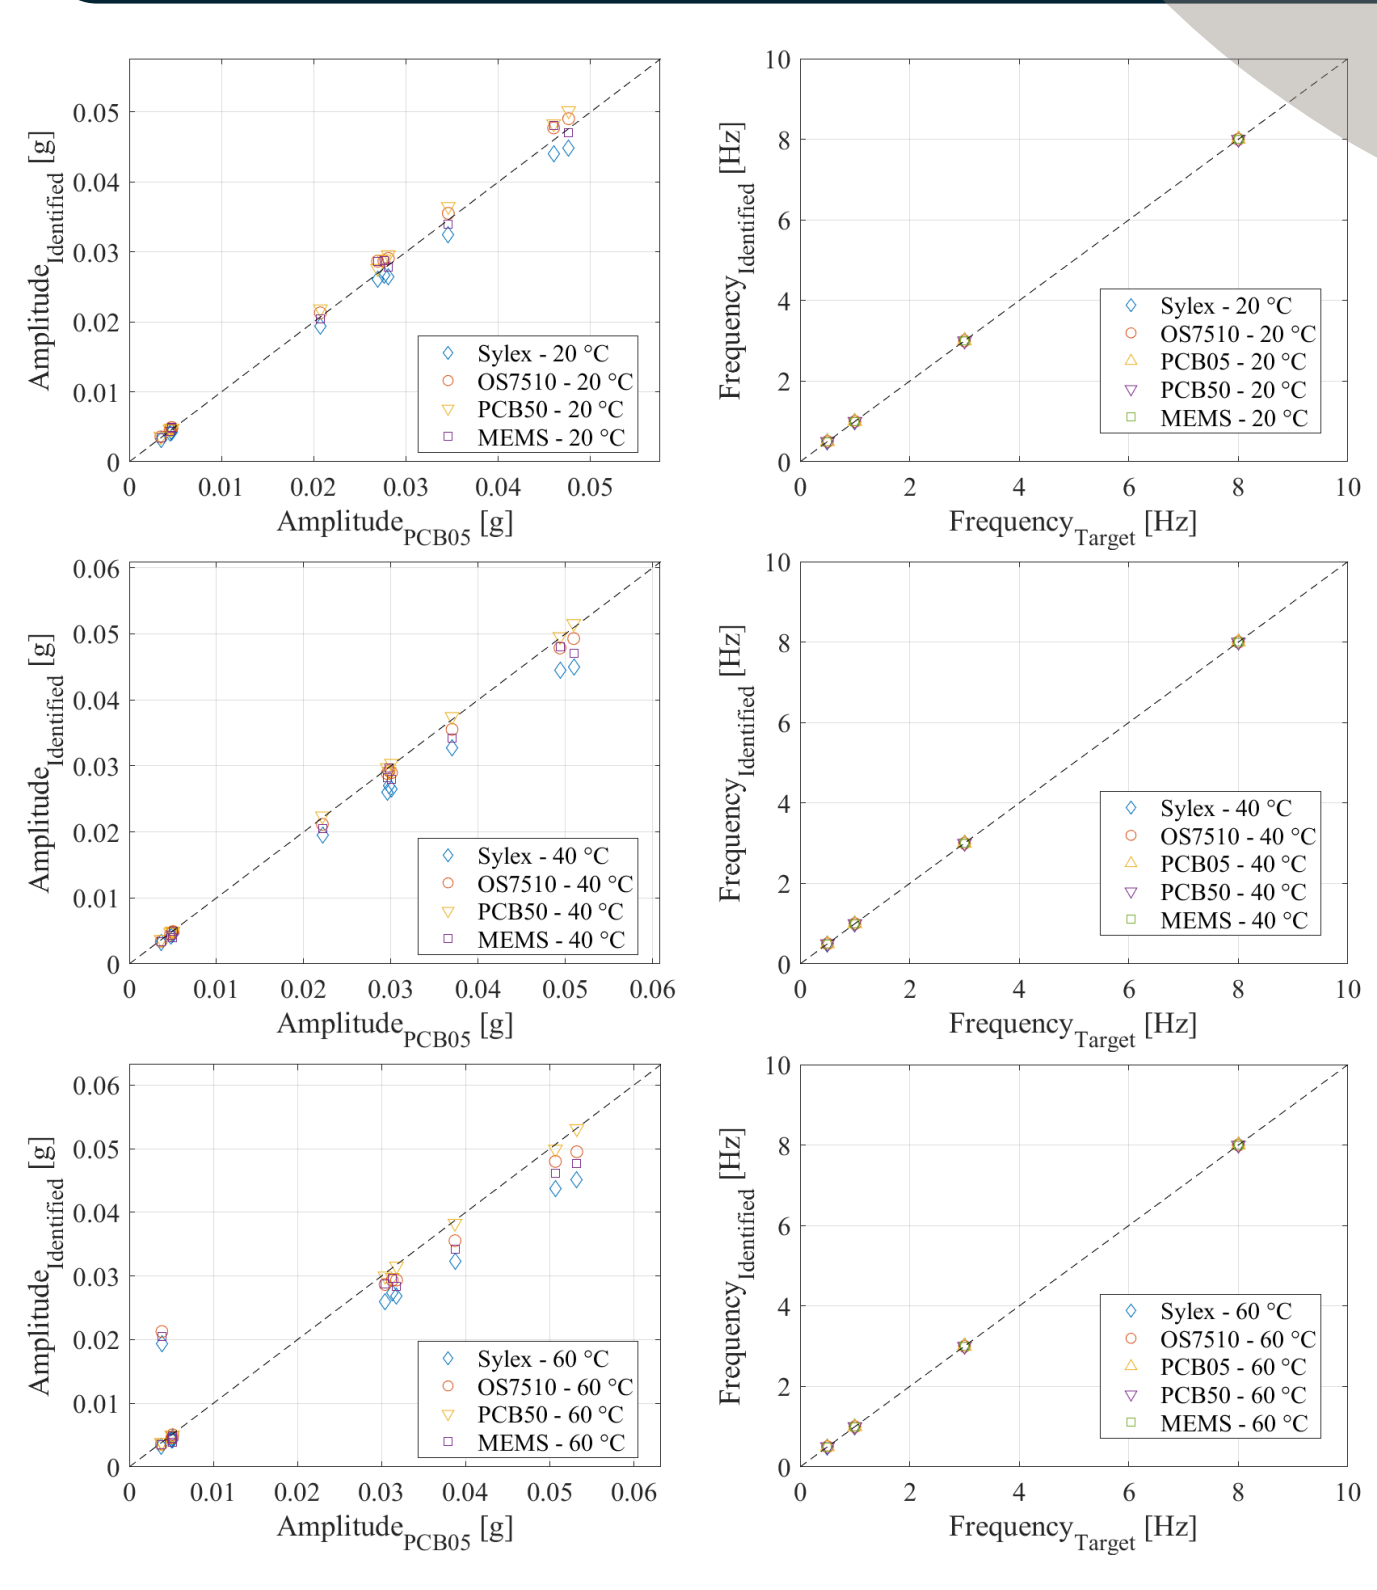 Amplitude_Identified [g]
0.05
0.04
0.03
0.02
0.01
0
0 0.01 0.02 0.03 0.04 0.05
Amplitude_PCB05 [g]
Sylex - 20 °C
OS7510 - 20 °C
PCB50 - 20 °C
MEMS - 20 °C
Frequency_Identified [Hz]
10
8
6
4
2
0
0 2 4 6 8 10
Frequency_Target [Hz]
Sylex - 20 °C
OS7510 - 20 °C
PCB05 - 20 °C
PCB50 - 20 °C
MEMS - 20 °C
Amplitude_Identified [g]
0.06
0.05
0.04
0.03
0.02
0.01
0
0 0.01 0.02 0.03 0.04 0.05 0.06
Amplitude_PCB05 [g]
Sylex - 40 °C
OS7510 - 40 °C
PCB50 - 40 °C
MEMS - 40 °C
Frequency_Identified [Hz]
10
8
6
4
2
0
0 2 4 6 8 10
Frequency_Target [Hz]
Sylex - 40 °C
OS7510 - 40 °C
PCB05 - 40 °C
PCB50 - 40 °C
MEMS - 40 °C
Amplitude_Identified [g]
0.06
0.05
0.04
0.03
0.02
0.01
0
0 0.01 0.02 0.03 0.04 0.05 0.06
Amplitude_PCB05 [g]
Sylex - 60 °C
OS7510 - 60 °C
PCB50 - 60 °C
MEMS - 60 °C
Frequency_Identified [Hz]
10
8
6
4
2
0
0 2 4 6 8 10
Frequency_Target [Hz]
Sylex - 60 °C
OS7510 - 60 °C
PCB05 - 60 °C
PCB50 - 60 °C
MEMS - 60 °C